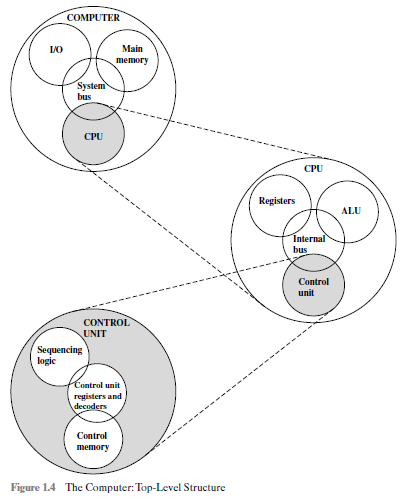 COMPUTER
I/O
Main
memory
System
bus
CPU
CPU
Registers
ALU
Internal
bus
Control
unit
CONTROL
UNIT
Sequencing
logic
Control unit
registers and
decoders
Control
memory
Figure 1.4 The Computer: Top-Level Structure